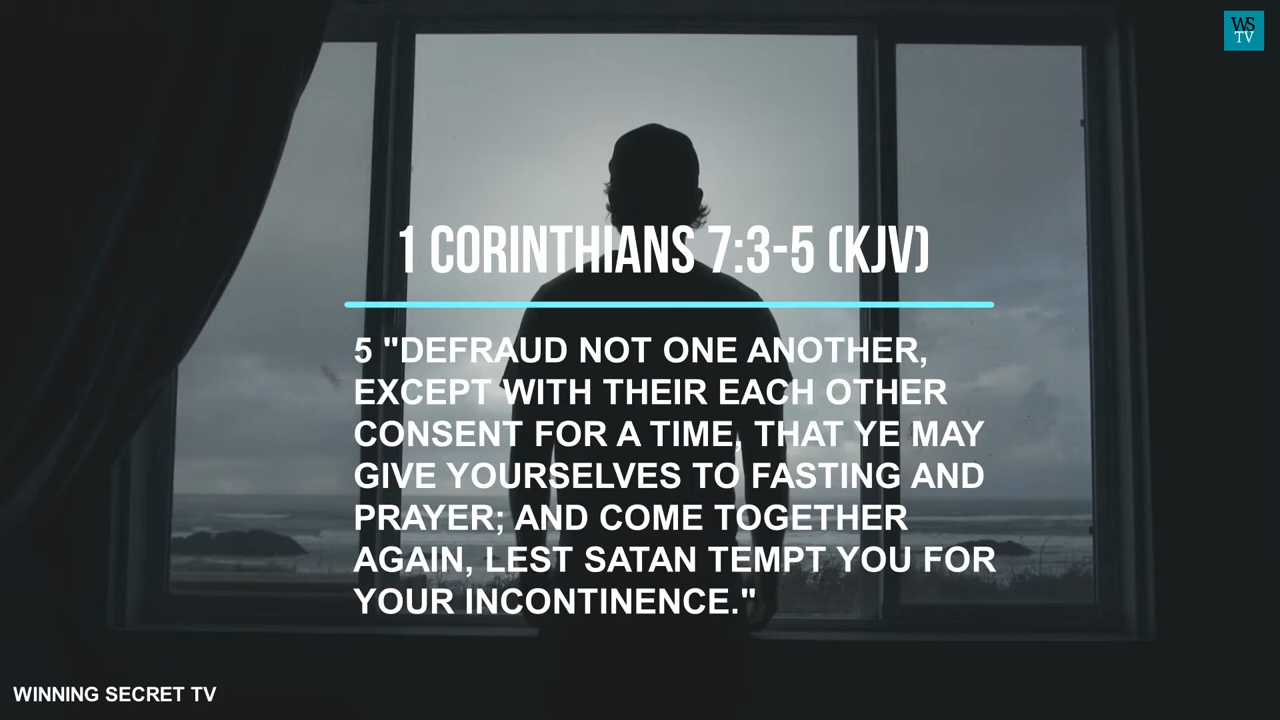 WS
TV
1 CORINTHIANS 7:3-5 (KJV)
5 "DEFRAUD NOT ONE ANOTHER,
EXCEPT WITH THEIR EACH OTHER
CONSENT FOR A TIME, THAT YE MAY
GIVE YOURSELVES TO FASTING AND
PRAYER; AND COME TOGETHER
AGAIN, LEST SATAN TEMPT YOU FOR
YOUR INCONTINENCE."
WINNING SECRET TV